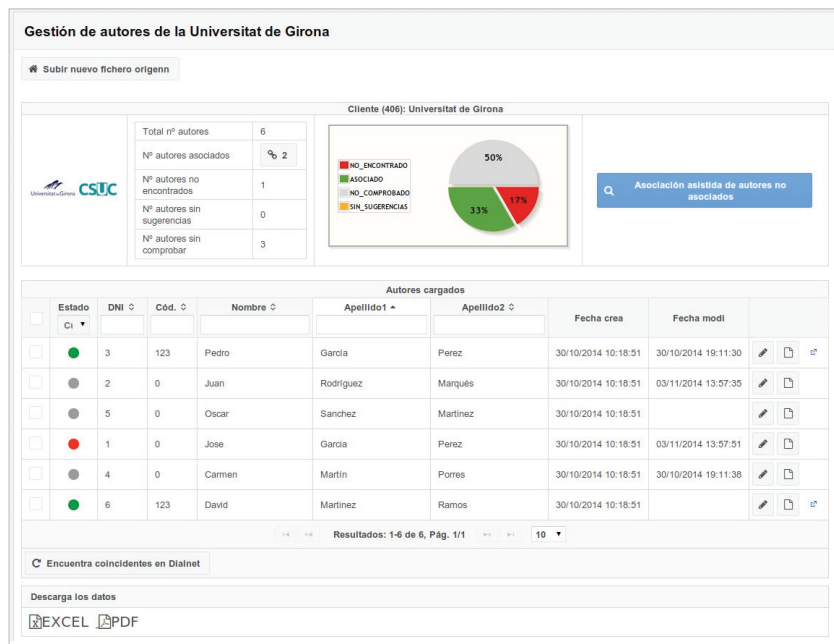 Gestión de autores de la Universitat de Girona
Subir nuevo fichero origenn
Cliente (406): Universitat de Girona
Universitat de Girona CSUC
Total nº autores 6
Nº autores asociados 2
Nº autores no
encontrados 1
Nº autores sin
sugerencias 0
Nº autores sin
comprobar 3
NO_ENCONTRADO
ASOCIADO
NO_COMPROBADO
SIN_SUGERENCIAS
50%
17%
33%
Asociación asistida de autores no
asociados
Autores cargados
Estado DNI Cód. Nombre Apellido1 Apellido2 Fecha crea Fecha modi
3 123 Pedro García Perez 30/10/2014 10:18:51 30/10/2014 19:11:30
2 0 Juan Rodríguez Marqués 30/10/2014 10:18:51 03/11/2014 13:57:35
5 0 Oscar Sanchez Martinez 30/10/2014 10:18:51
1 0 Jose Garcia Perez 30/10/2014 10:18:51 03/11/2014 13:57:51
4 0 Carmen Martín Porres 30/10/2014 10:18:51 30/10/2014 19:11:38
6 123 David Martinez Ramos 30/10/2014 10:18:51
Resultados: 1-6 de 6, Pág. 1/1 10
Encuentra coincidentes en Dialnet
Descarga los datos
EXCEL PDF